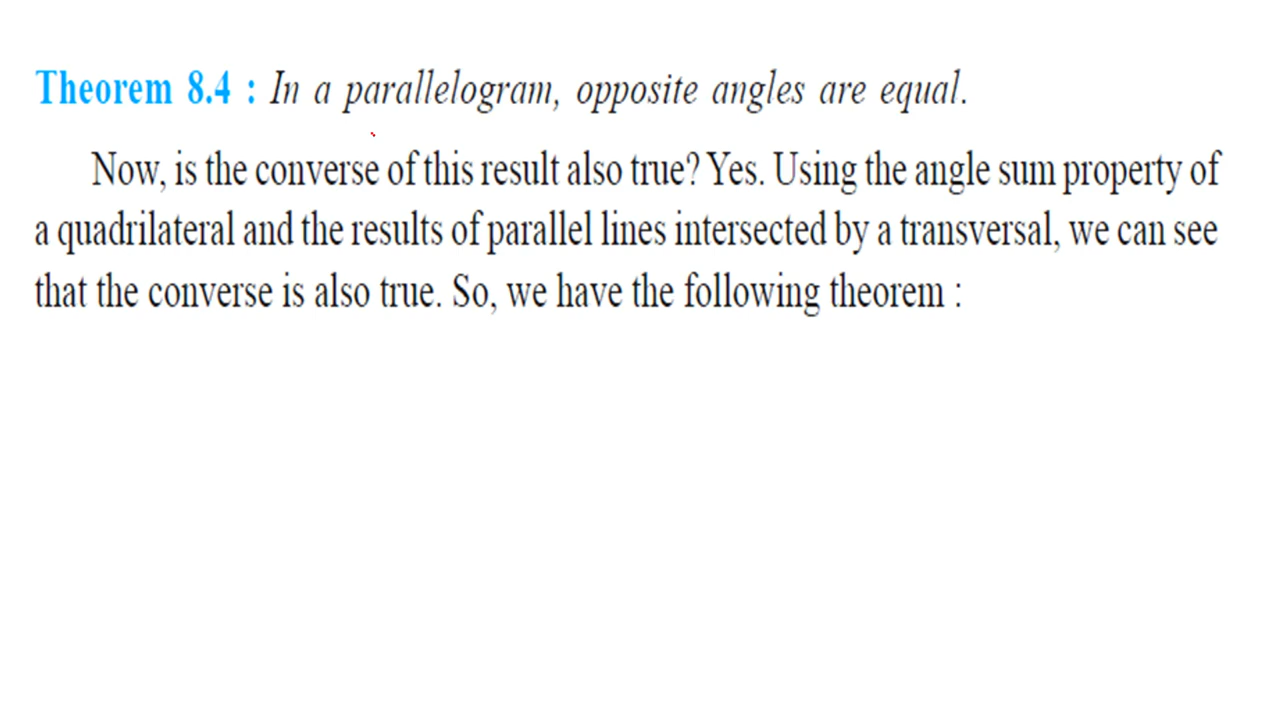 Theorem 8.4 : In a parallelogram, opposite angles are equal.
Now, is the converse of this result also true? Yes. Using the angle sum property of
a quadrilateral and the results of parallel lines intersected by a transversal, we can see
that the converse is also true. So, we have the following theorem :